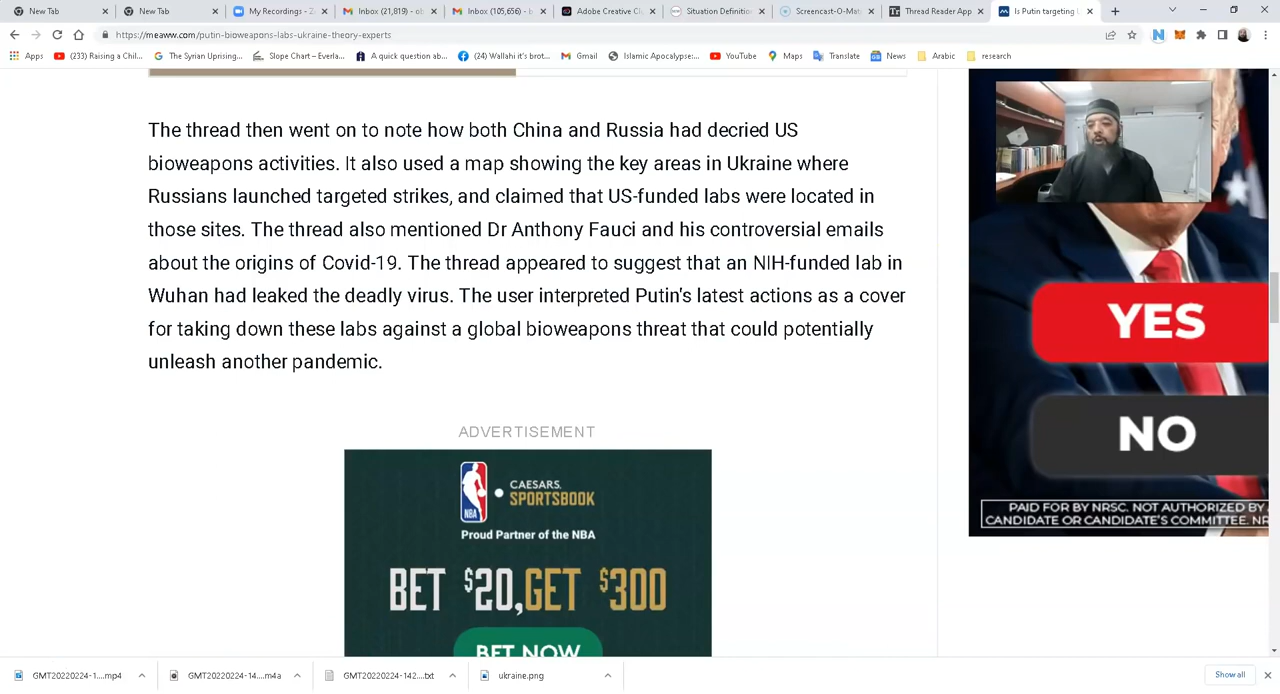 New Tab
New Tab
My Recordings - Z
Inbox (21,819) - ob
Inbox (105,656) - b
Adobe Creative Cl
Situation Definitio
Screencast-O-Mat
Thread Reader App
Is Putin targeting
https://meaww.com/putin-bioweapons-labs-ukraine-theory-experts
Apps
(233) Raising a Chil...
The Syrian Uprising...
Slope Chart – Everla...
A quick question ab...
(24) Wallahi it's brot...
Gmail
Islamic Apocalypse:...
YouTube
Maps
Translate
News
Arabic
research
The thread then went on to note how both China and Russia had decried US
bioweapons activities. It also used a map showing the key areas in Ukraine where
Russians launched targeted strikes, and claimed that US-funded labs were located in
those sites. The thread also mentioned Dr Anthony Fauci and his controversial emails
about the origins of Covid-19. The thread appeared to suggest that an NIH-funded lab in
Wuhan had leaked the deadly virus. The user interpreted Putin's latest actions as a cover
for taking down these labs against a global bioweapons threat that could potentially
unleash another pandemic.
ADVERTISEMENT
NBA
CAESARS
SPORTSBOOK
Proud Partner of the NBA
BET $20, GET $300
BET NOW
YES
NO
PAID FOR BY NRSC. NOT AUTHORIZED BY
CANDIDATE OR CANDIDATE'S COMMITTEE. NR
GMT20220224-1....mp4
GMT20220224-14....m4a
GMT20220224-142....txt
ukraine.png
Show all